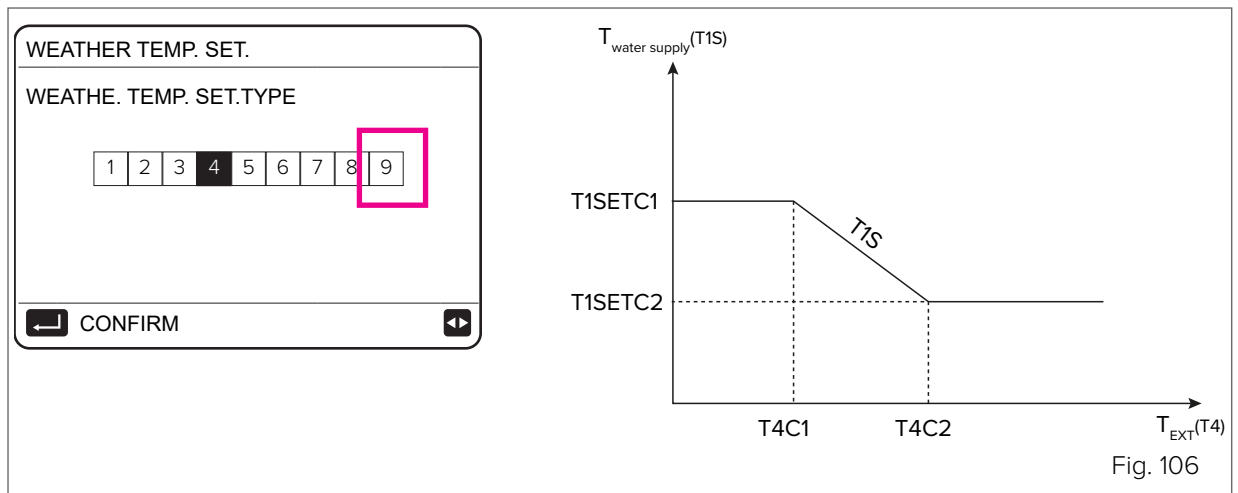 WEATHER TEMP. SET.
WEATHE. TEMP. SET.TYPE
1 2 3 4 5 6 7 8 9
CONFIRM
T water supply(T1S)
T1SETC1
T1S
T1SETC2
T4C1 T4C2
TEXT(T4)
Fig. 106